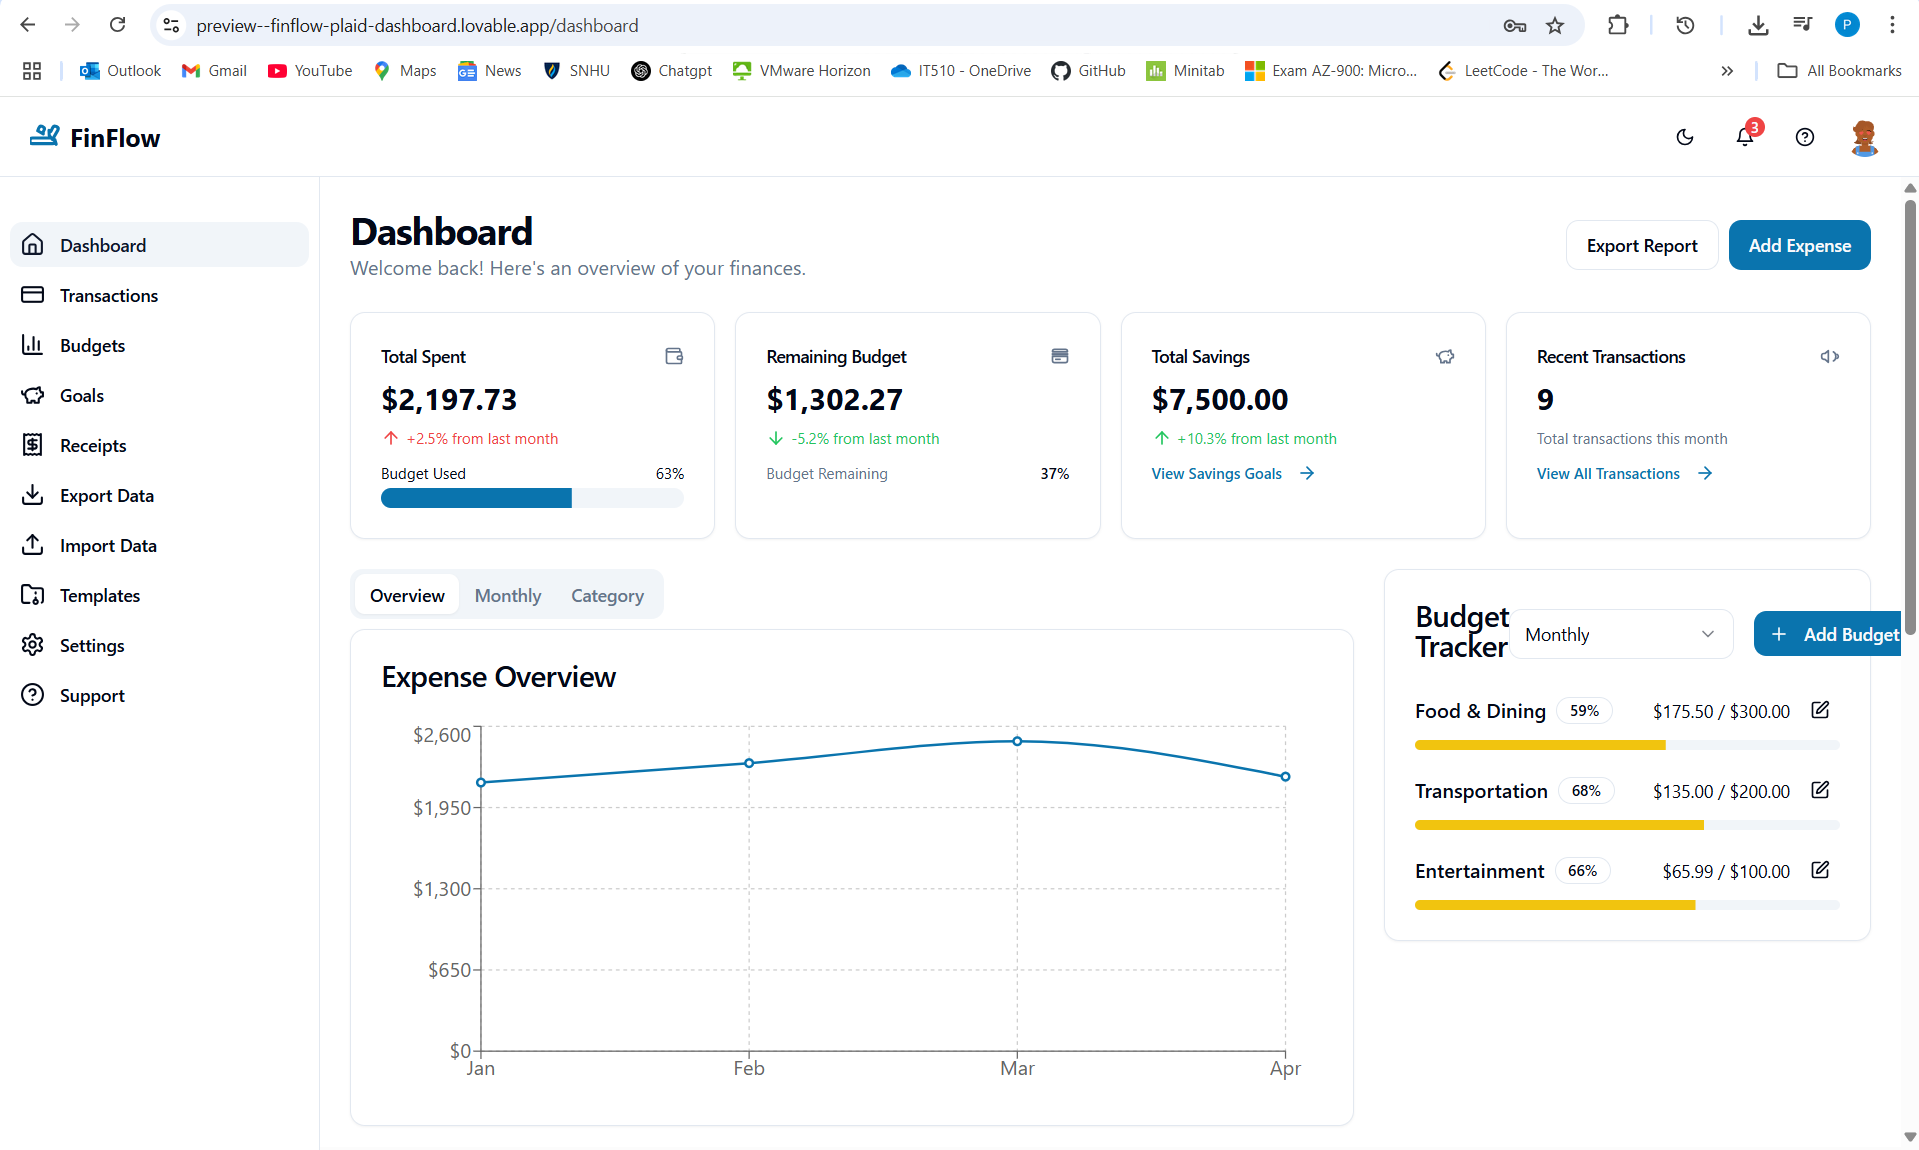 preview--finflow-plaid-dashboard.lovable.app/dashboard
P
Outlook
Gmail
YouTube
Maps
News
SNHU
Chatgpt
VMware Horizon
IT510 - OneDrive
GitHub
Minitab
Exam AZ-900: Micro...
LeetCode - The Wor...
All Bookmarks
FinFlow
3
Dashboard
Transactions
Budgets
Goals
Receipts
Export Data
Import Data
Templates
Settings
Support
Dashboard
Welcome back! Here's an overview of your finances.
Export Report
Add Expense
Total Spent
$2,197.73
+2.5% from last month
Budget Used 63%
Remaining Budget
$1,302.27
-5.2% from last month
Budget Remaining 37%
Total Savings
$7,500.00
+10.3% from last month
View Savings Goals
Recent Transactions
9
Total transactions this month
View All Transactions
Overview
Monthly
Category
Expense Overview
$2,600
$1,950
$1,300
$650
$0
Jan Feb Mar Apr
Budget
Tracker
Monthly
+ Add Budget
Food & Dining 59% $175.50 / $300.00
Transportation 68% $135.00 / $200.00
Entertainment 66% $65.99 / $100.00